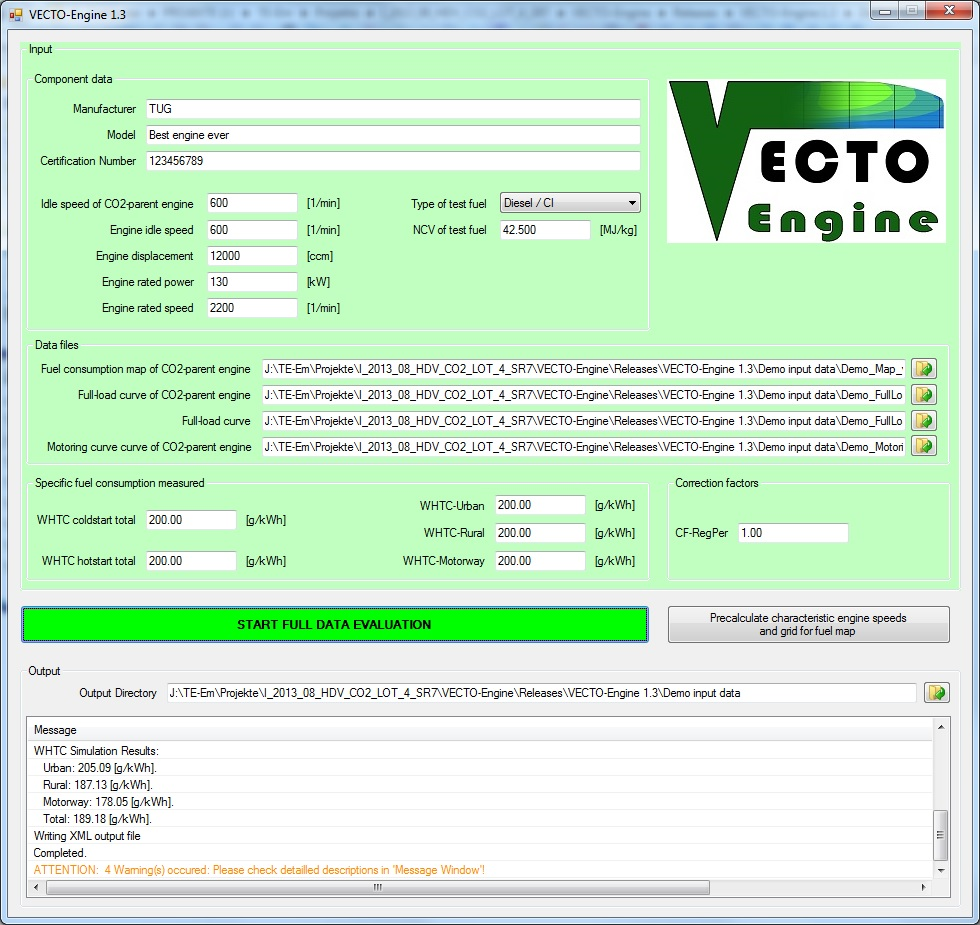 VECTO-Engine 1.3
Input
Component data
Manufacturer TUG
Model Best engine ever
Certification Number 123456789
Idle speed of CO2-parent engine 600 [1/min] Type of test fuel Diesel / CI
Engine idle speed 600 [1/min] NCV of test fuel 42.500 [MJ/kg]
Engine displacement 12000 [ccm]
Engine rated power 130 [kW]
Engine rated speed 2200 [1/min]
VECTO
Engine
Data files
Fuel consumption map of CO2-parent engine J:\TE-Em\Projekte\I_2013_08_HDV_CO2_LOT_4_SR7\VECTO-Engine\Releases\VECTO-Engine 1.3\Demo input data\Demo_Map_
Full-load curve of CO2-parent engine J:\TE-Em\Projekte\I_2013_08_HDV_CO2_LOT_4_SR7\VECTO-Engine\Releases\VECTO-Engine 1.3\Demo input data\Demo_FullLo
Full-load curve J:\TE-Em\Projekte\I_2013_08_HDV_CO2_LOT_4_SR7\VECTO-Engine\Releases\VECTO-Engine 1.3\Demo input data\Demo_FullLo
Motoring curve curve of CO2-parent engine J:\TE-Em\Projekte\I_2013_08_HDV_CO2_LOT_4_SR7\VECTO-Engine\Releases\VECTO-Engine 1.3\Demo input data\Demo_Motori
Specific fuel consumption measured
WHTC coldstart total 200.00 [g/kWh]
WHTC hotstart total 200.00 [g/kWh]
WHTC-Urban 200.00 [g/kWh]
WHTC-Rural 200.00 [g/kWh]
WHTC-Motorway 200.00 [g/kWh]
Correction factors
CF-RegPer 1.00
START FULL DATA EVALUATION
Precalculate characteristic engine speeds
and grid for fuel map
Output
Output Directory J:\TE-Em\Projekte\I_2013_08_HDV_CO2_LOT_4_SR7\VECTO-Engine\Releases\VECTO-Engine 1.3\Demo input data
Message
WHTC Simulation Results:
Urban: 205.09 [g/kWh].
Rural: 187.13 [g/kWh].
Motorway: 178.05 [g/kWh].
Total: 189.18 [g/kWh].
Writing XML output file
Completed.
ATTENTION: 4 Warning(s) occured: Please check detailled descriptions in 'Message Window'!